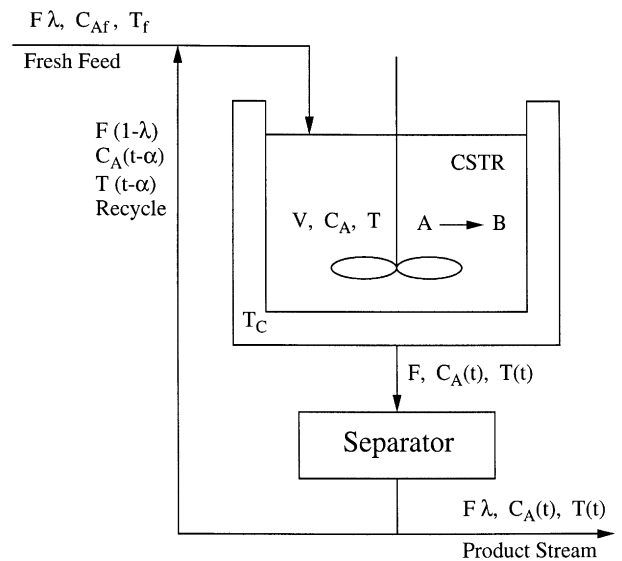 F λ, C_Af, T_f
Fresh Feed
F (1-λ)
C_A(t-α)
T (t-α)
Recycle
CSTR
V, C_A, T
A → B
T_C
F, C_A(t), T(t)
Separator
F λ, C_A(t), T(t)
Product Stream